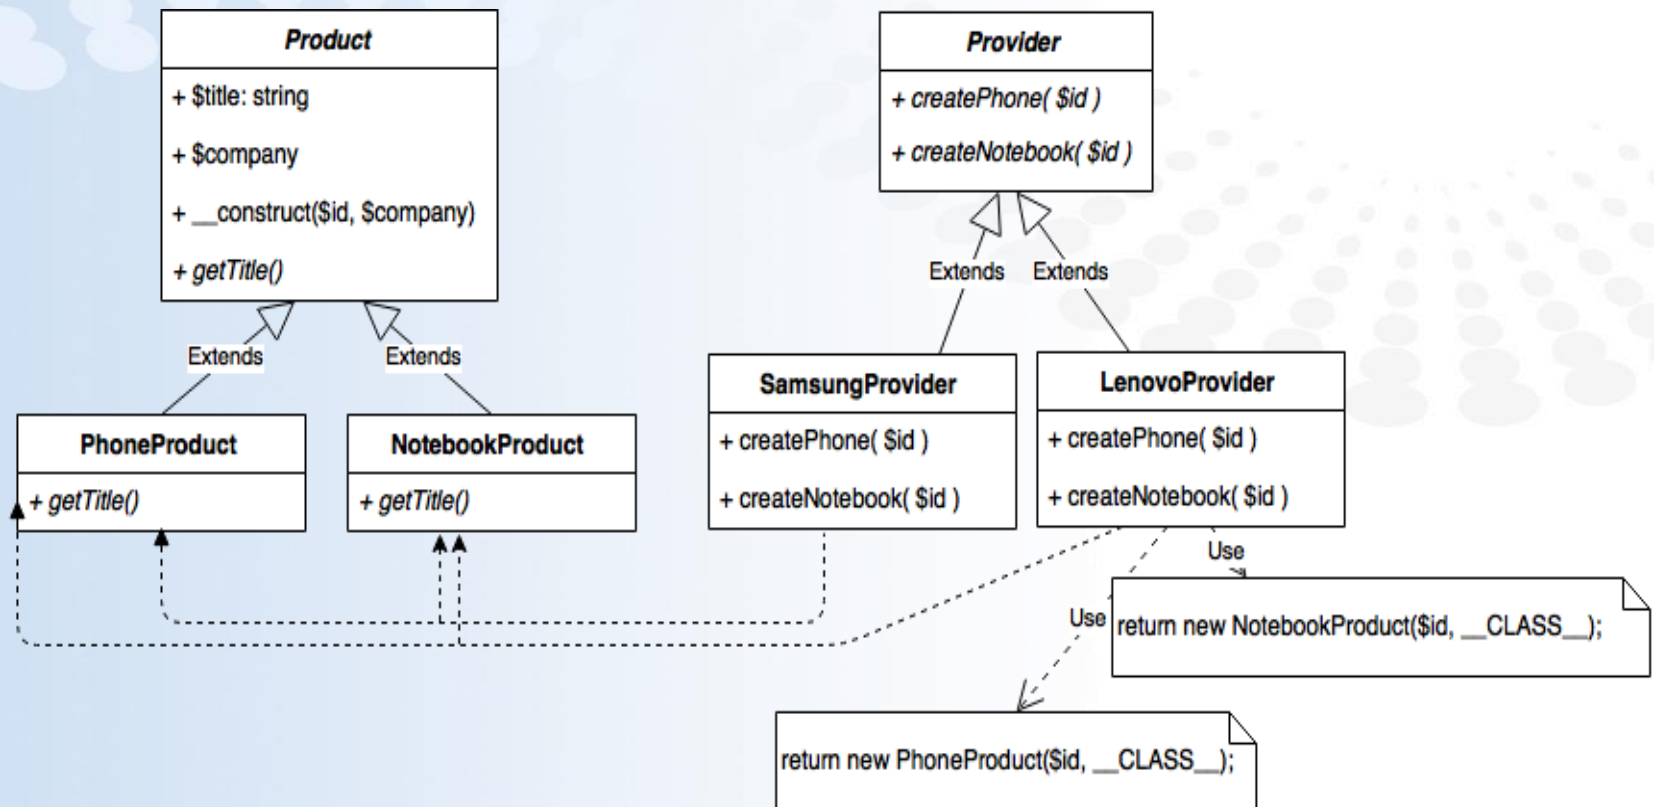 Product
+ $title: string
+ $company
+ __construct($id, $company)
+ getTitle()
Extends
Extends
PhoneProduct
+ getTitle()
NotebookProduct
+ getTitle()
Provider
+ createPhone( $id )
+ createNotebook( $id )
Extends
Extends
SamsungProvider
+ createPhone( $id )
+ createNotebook( $id )
LenovoProvider
+ createPhone( $id )
+ createNotebook( $id )
Use
return new NotebookProduct($id, __CLASS__);
Use
return new PhoneProduct($id, __CLASS__);